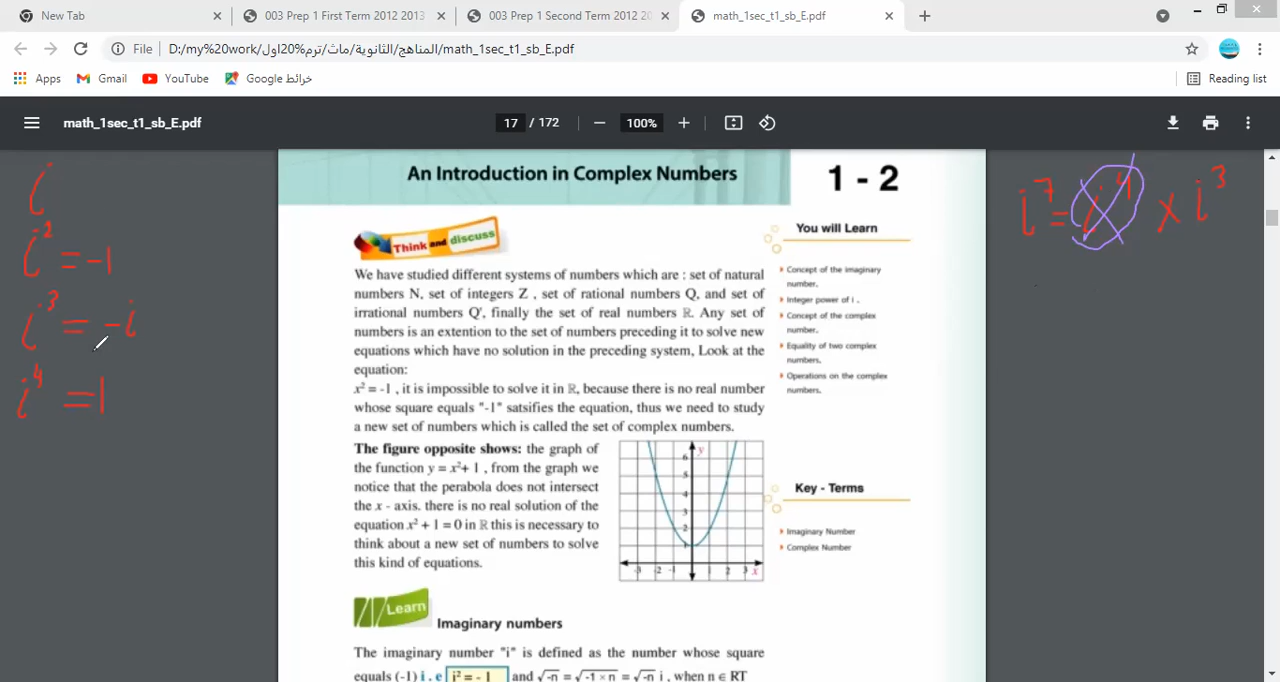 New Tab
003 Prep 1 First Term 2012 2013
003 Prep 1 Second Term 2012 20
math_1sec_t1_sb_E.pdf
File
D:/my%20work/المناهج/الثانوية/ماث/ترم%20اول/math_1sec_t1_sb_E.pdf
Apps
Gmail
YouTube
خرائط Google
Reading list
math_1sec_t1_sb_E.pdf
17 / 172
100%
An Introduction in Complex Numbers
1 - 2
i
i² = -1
i³ = -i
i⁴ = 1
i⁷ = i⁴ × i³
Think and discuss
We have studied different systems of numbers which are : set of natural
numbers N, set of integers Z , set of rational numbers Q, and set of
irrational numbers Q', finally the set of real numbers ℝ. Any set of
numbers is an extention to the set of numbers preceding it to solve new
equations which have no solution in the preceding system, Look at the
equation:
x² = -1 , it is impossible to solve it in ℝ, because there is no real number
whose square equals "-1" satsifies the equation, thus we need to study
a new set of numbers which is called the set of complex numbers.
The figure opposite shows: the graph of
the function y = x²+ 1 , from the graph we
notice that the perabola does not intersect
the x - axis. there is no real solution of the
equation x² + 1 = 0 in ℝ this is necessary to
think about a new set of numbers to solve
this kind of equations.
y
6
5
4
3
2
1
-3 -2 -1 1 2 3 x
You will Learn
Concept of the imaginary
number.
Integer power of i .
Concept of the complex
number.
Equality of two complex
numbers.
Operations on the complex
numbers.
Key - Terms
Imaginary Number
Complex Number
Learn
Imaginary numbers
The imaginary number "i" is defined as the number whose square
equals (-1) i . e i² = - 1 and √-n = √-1 × n = √-n i , when n ∈ RT